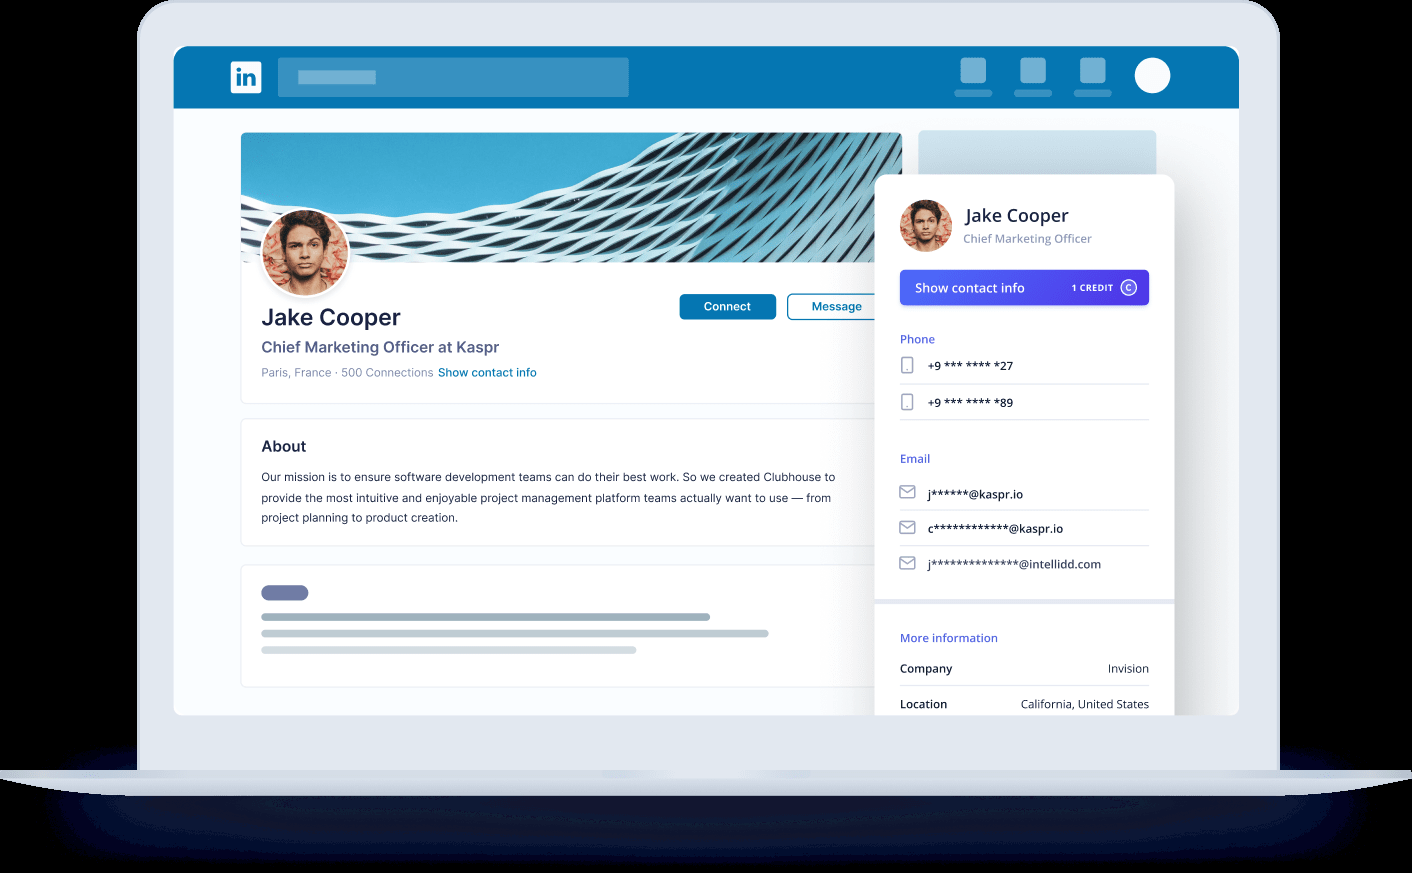 in
Jake Cooper
Chief Marketing Officer at Kaspr
Paris, France · 500 Connections Show contact info
Connect
Message
About
Our mission is to ensure software development teams can do their best work. So we created Clubhouse to
provide the most intuitive and enjoyable project management platform teams actually want to use — from
project planning to product creation.
Jake Cooper
Chief Marketing Officer
Show contact info 1 CREDIT C
Phone
+9 *** **** *27
+9 *** **** *89
Email
j******@kaspr.io
c************@kaspr.io
j**************@intellidd.com
More information
Company Invision
Location California, United States